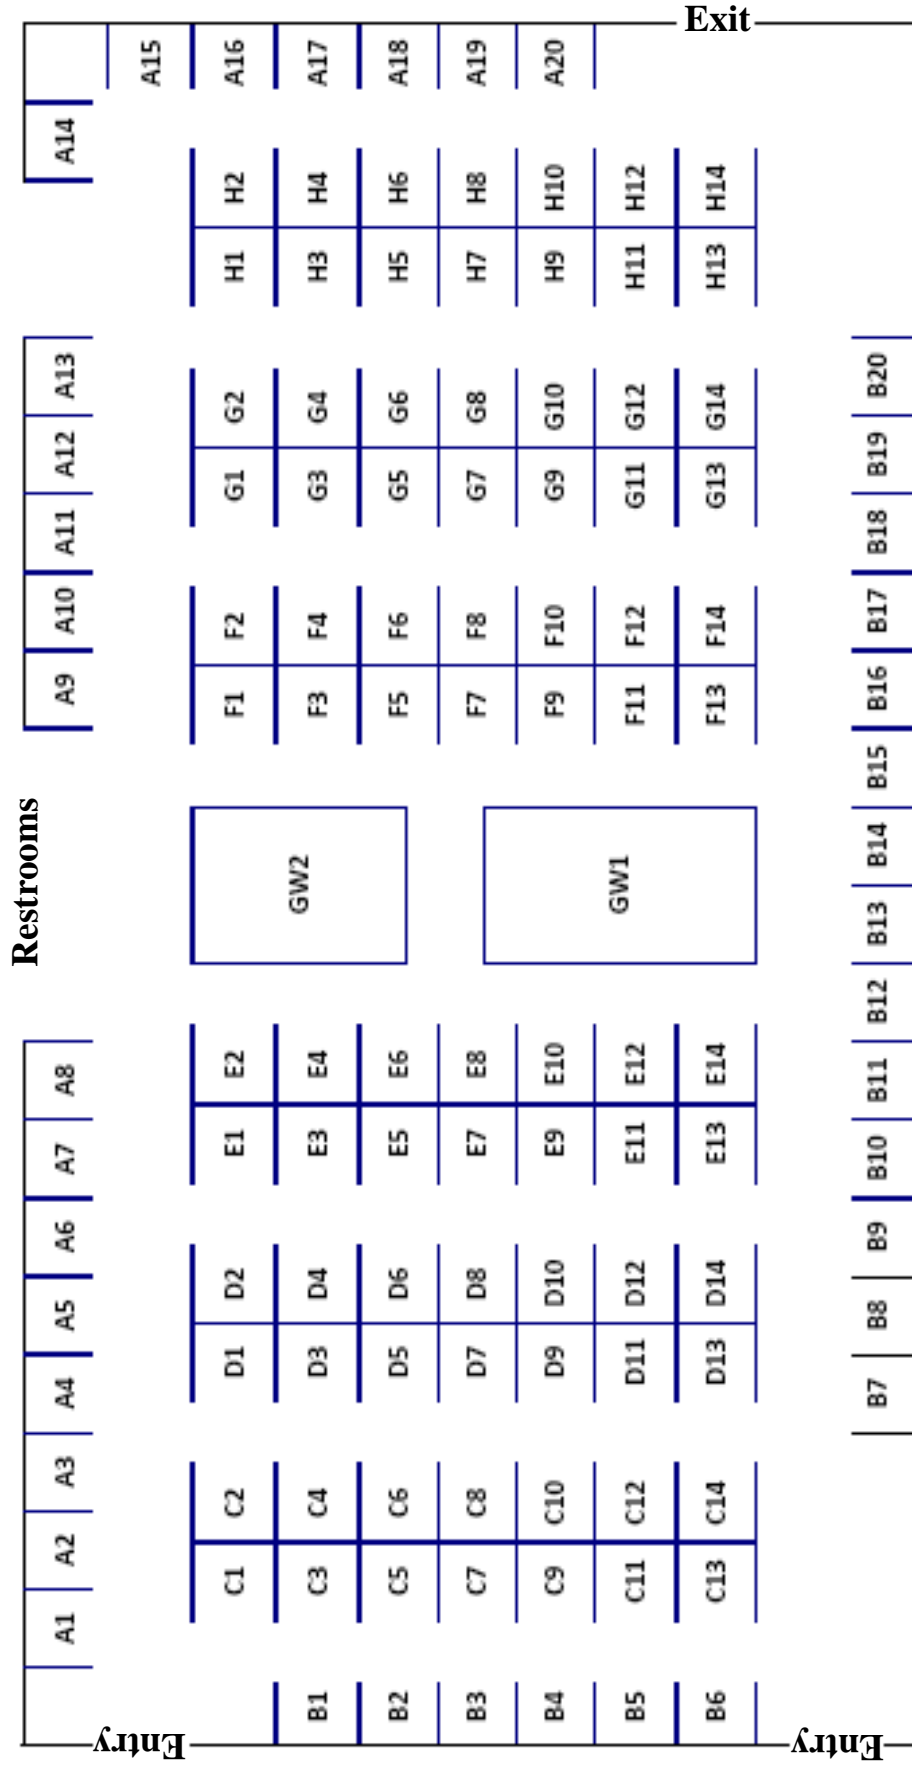 Exit
A15 A16 A17 A18 A19 A20
A14
H2 H4 H6 H8 H10 H12 H14
H1 H3 H5 H7 H9 H11 H13
A13 A12 A11 A10 A9
G2 G4 G6 G8 G10 G12 G14
G1 G3 G5 G7 G9 G11 G13
F2 F4 F6 F8 F10 F12 F14
F1 F3 F5 F7 F9 F11 F13
B20 B19 B18 B17 B16 B15 B14 B13 B12 B11 B10 B9 B8 B7
Restrooms
GW2 GW1
A8 A7 A6 A5 A4 A3 A2 A1
E2 E4 E6 E8 E10 E12 E14
E1 E3 E5 E7 E9 E11 E13
D2 D4 D6 D8 D10 D12 D14
D1 D3 D5 D7 D9 D11 D13
C2 C4 C6 C8 C10 C12 C14
C1 C3 C5 C7 C9 C11 C13
B1 B2 B3 B4 B5 B6
Entry
Entry